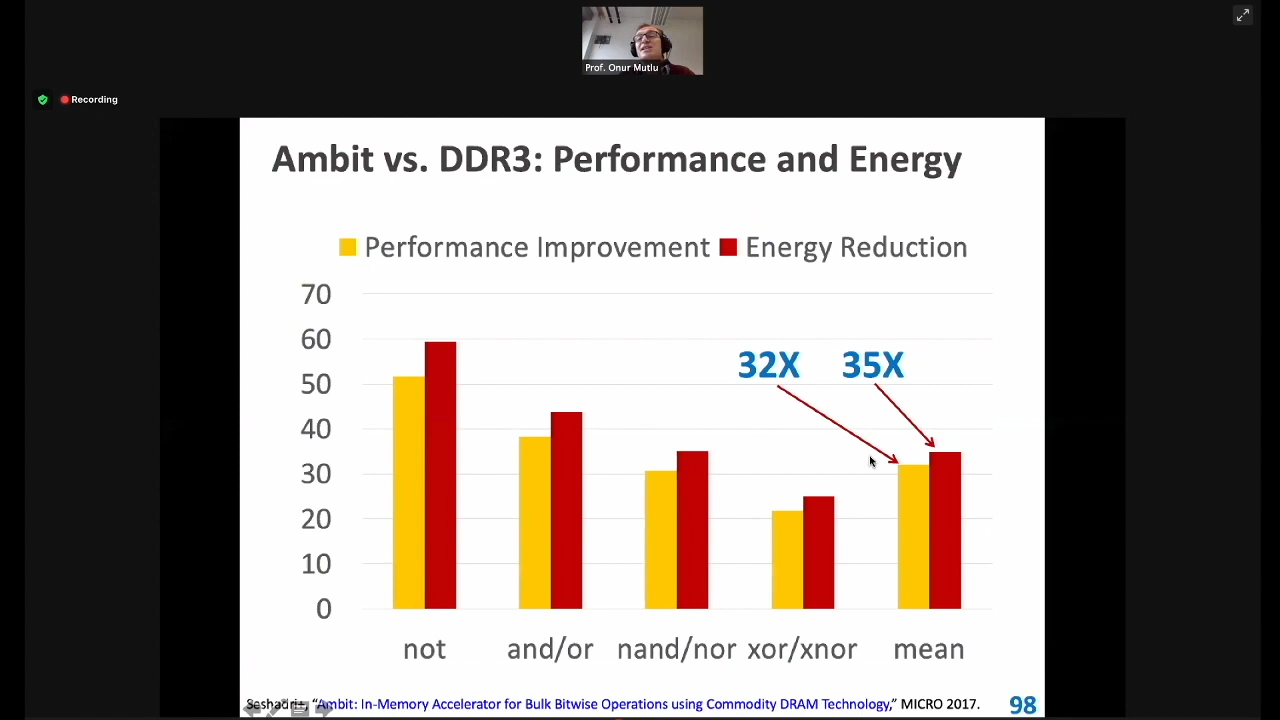 Prof. Onur Mutlu
Recording
Ambit vs. DDR3: Performance and Energy
Performance Improvement Energy Reduction
70
60
50
40
30
20
10
0
32X 35X
not and/or nand/nor xor/xnor mean
Seshadri+, “Ambit: In-Memory Accelerator for Bulk Bitwise Operations using Commodity DRAM Technology,” MICRO 2017.
98